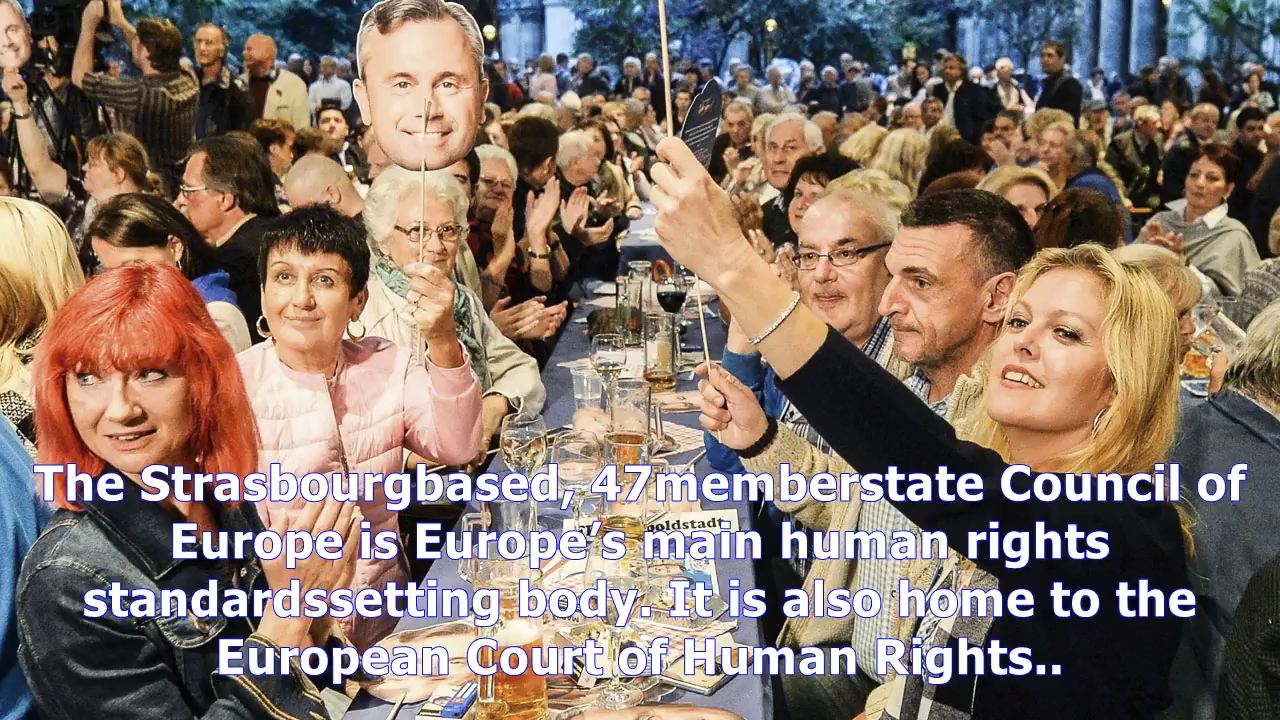 poldstadt
The Strasbourgbased, 47memberstate Council of
Europe is Europe’s main human rights
standardssetting body. It is also home to the
European Court of Human Rights..